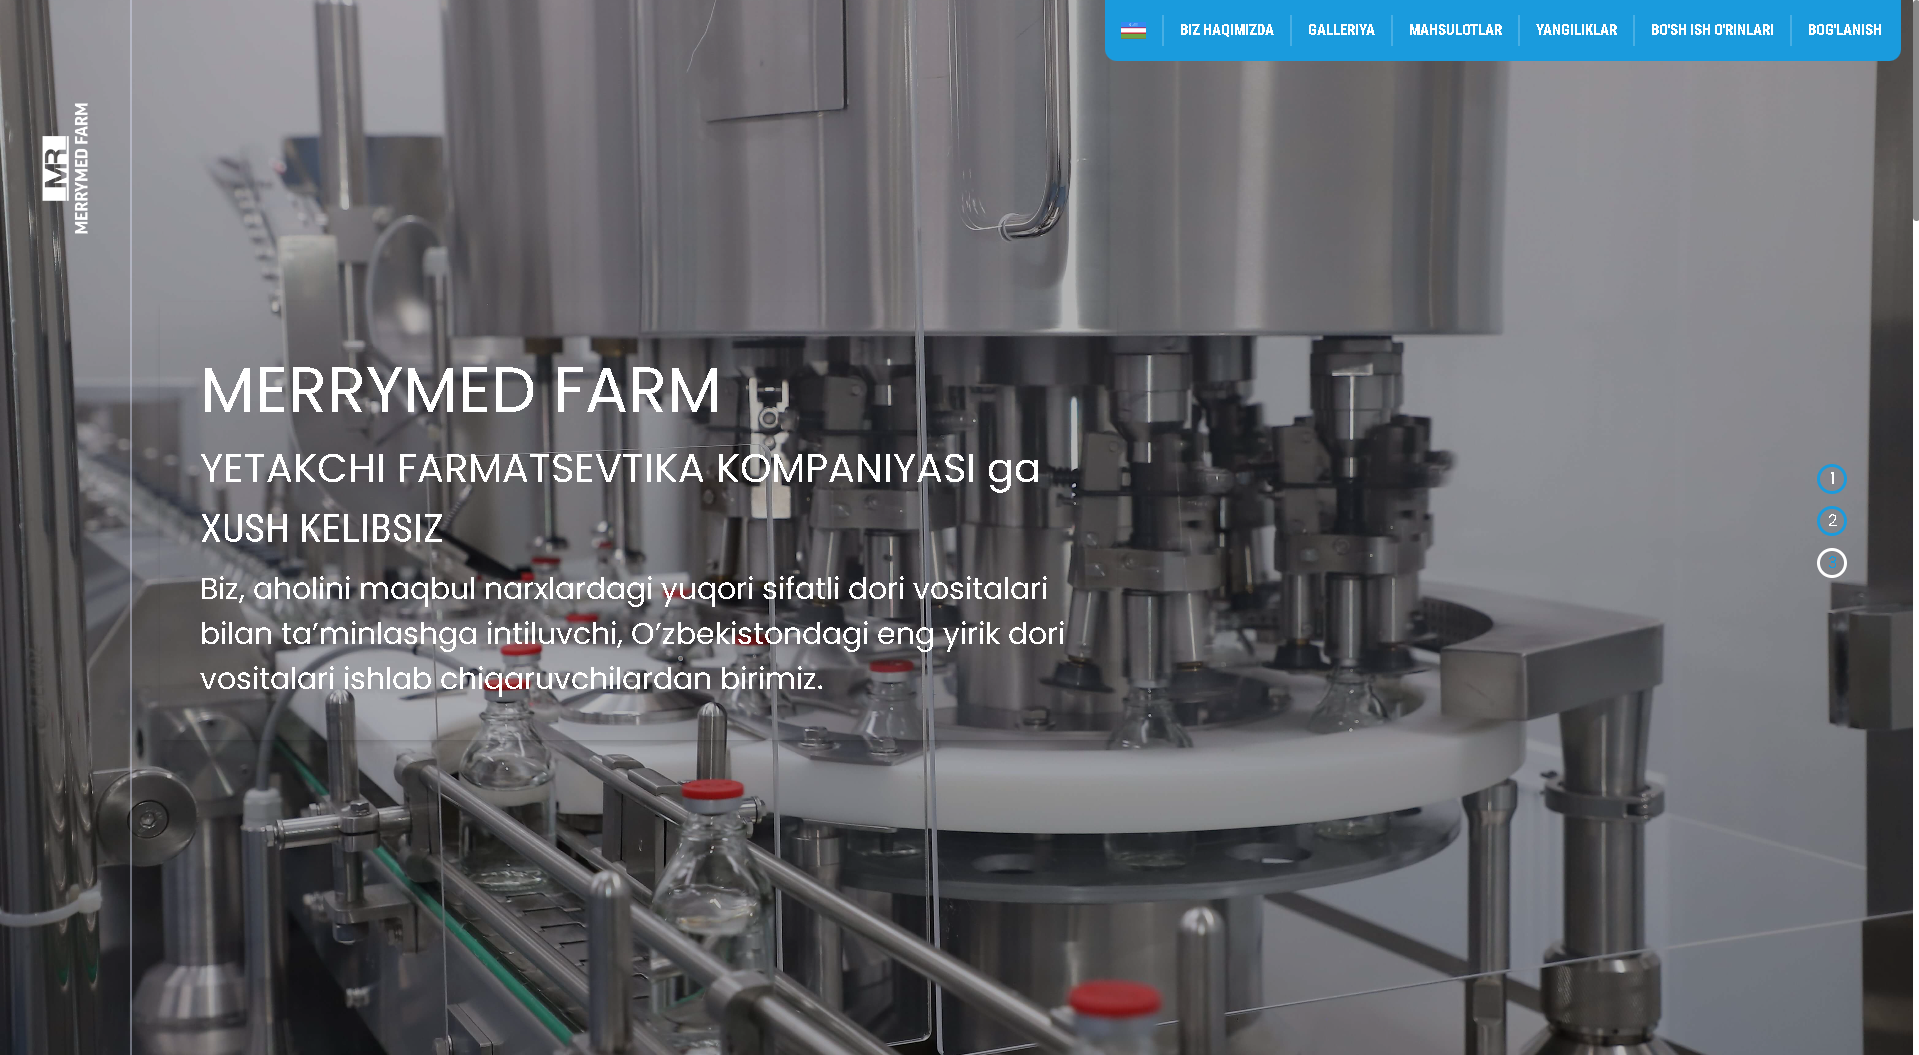 BIZ HAQIMIZDA
GALLERIYA
MAHSULOTLAR
YANGILIKLAR
BO'SH ISH O'RINLARI
BOG'LANISH
MR
MERRYMED FARM
MERRYMED FARM
YETAKCHI FARMATSEVTIKA KOMPANIYASI ga
XUSH KELIBSIZ
Biz, aholini maqbul narxlardagi yuqori sifatli dori vositalari
bilan ta’minlashga intiluvchi, O’zbekistondagi eng yirik dori
vositalari ishlab chiqaruvchilardan birimiz.
1
2
3